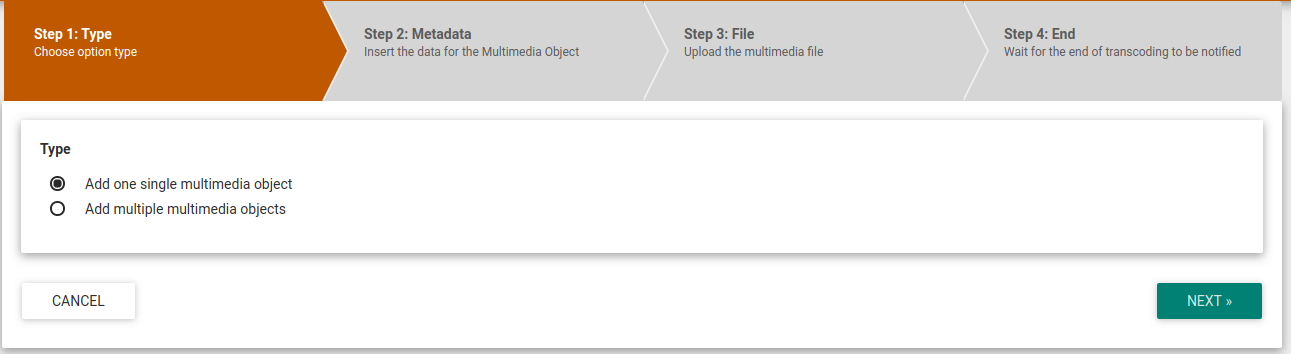 Step 1: Type
Choose option type
Step 2: Metadata
Insert the data for the Multimedia Object
Step 3: File
Upload the multimedia file
Step 4: End
Wait for the end of transcoding to be notified
Type
Add one single multimedia object
Add multiple multimedia objects
CANCEL
NEXT »